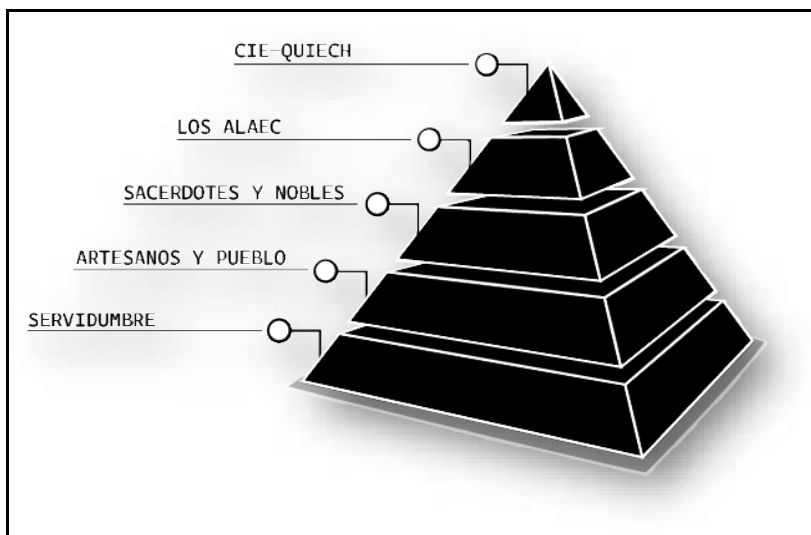 CIE-QUIECH
LOS ALAEC
SACERDOTES Y NOBLES
ARTESANOS Y PUEBLO
SERVIDUMBRE